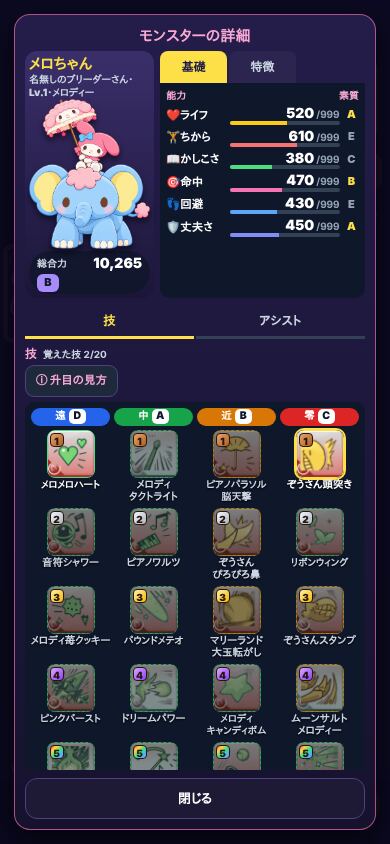 モンスターの詳細
メロちゃん
名無しのブリーダーさん・
Lv.1・メロディー
総合力 10,265
B
基礎 特徴
能力 素質
ライフ 520 /999 A
ちから 610 /999 E
かしこさ 380 /999 C
命中 470 /999 B
回避 430 /999 E
丈夫さ 450 /999 A
技 アシスト
技 覚えた技 2/20
ⓘ 升目の見方
遠 D 中 A 近 B 零 C
1 1 1 1
メロメロハート メロディ ピアノパラソル ぞうさん頭突き
タクトライト 脳天撃
2 2 2 2
音符シャワー ピアノワルツ ぞうさん リボンウィング
ぴろぴろ鼻
3 3 3 3
メロディ苺クッキー パウンドメテオ マリーランド ぞうさんスタンプ
大玉転がし
4 4 4 4
ピンクバースト ドリームパワー メロディ ムーンサルト
キャンディボム メロディー
5 5 5 5
閉じる